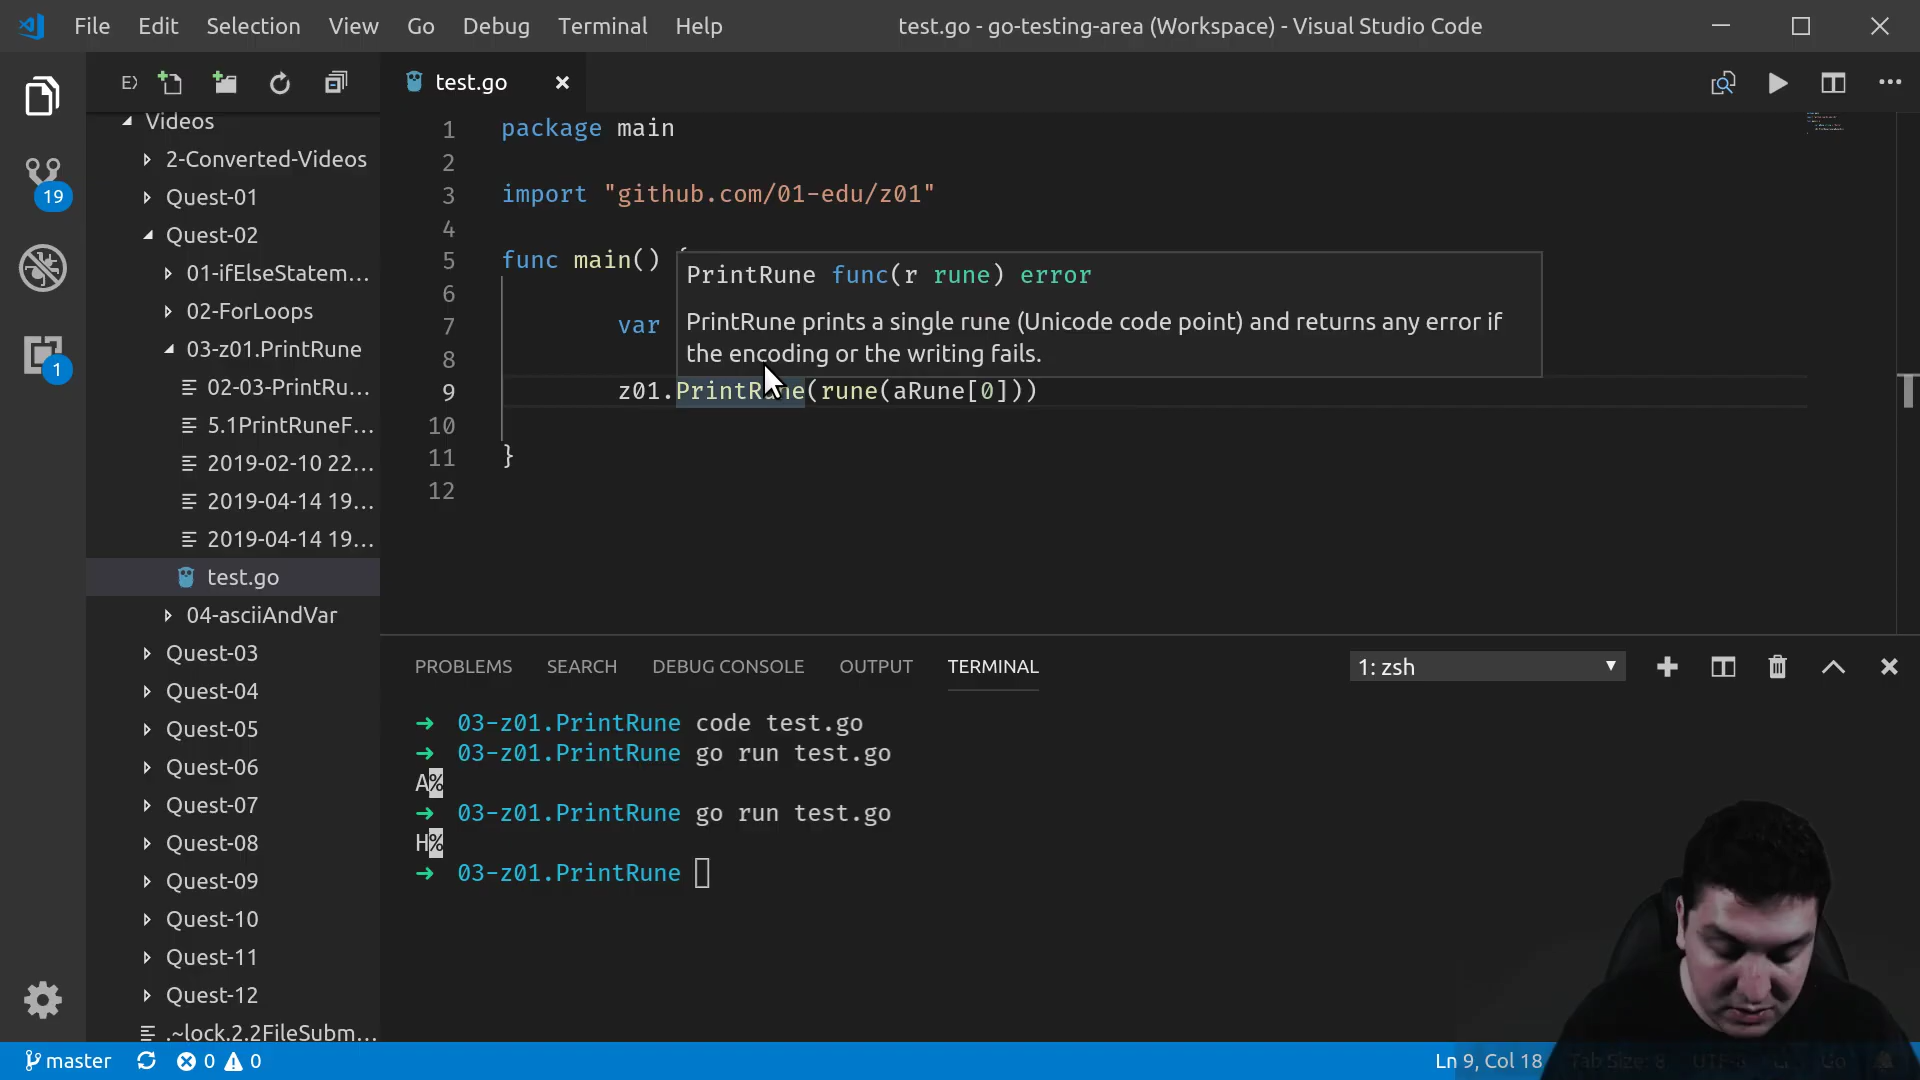 File Edit Selection View Go Debug Terminal Help
test.go - go-testing-area (Workspace) - Visual Studio Code
test.go
Videos
2-Converted-Videos
Quest-01
Quest-02
01-ifElseStatem...
02-ForLoops
03-z01.PrintRune
02-03-PrintRu...
5.1PrintRuneF...
2019-02-10 22...
2019-04-14 19...
2019-04-14 19...
test.go
04-asciiAndVar
Quest-03
Quest-04
Quest-05
Quest-06
Quest-07
Quest-08
Quest-09
Quest-10
Quest-11
Quest-12
.~lock.2.2FileSubm...
19
1
1 package main
2
3 import "github.com/01-edu/z01"
4
5 func main() {
6
7 var
8
9 z01.PrintRune(rune(aRune[0]))
10
11 }
12
PrintRune func(r rune) error
PrintRune prints a single rune (Unicode code point) and returns any error if
the encoding or the writing fails.
PROBLEMS SEARCH DEBUG CONSOLE OUTPUT TERMINAL
1: zsh
➜ 03-z01.PrintRune code test.go
➜ 03-z01.PrintRune go run test.go
A%
➜ 03-z01.PrintRune go run test.go
H%
➜ 03-z01.PrintRune
master 0 0
Ln 9, Col 18 Tab Size: 8